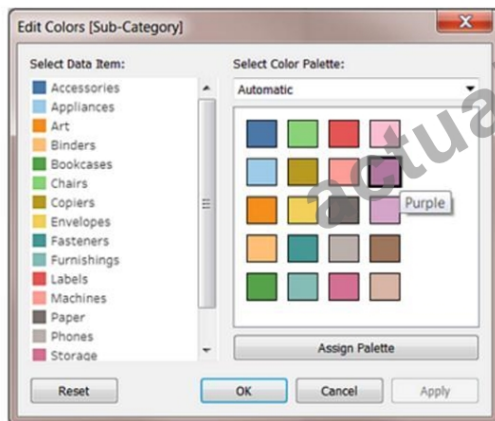 Edit Colors [Sub-Category]
Select Data Item:
Accessories
Appliances
Art
Binders
Bookcases
Chairs
Copiers
Envelopes
Fasteners
Furnishings
Labels
Machines
Paper
Phones
Storage
Select Color Palette:
Automatic
Purple
Assign Palette
Reset
OK
Cancel
Apply
actua